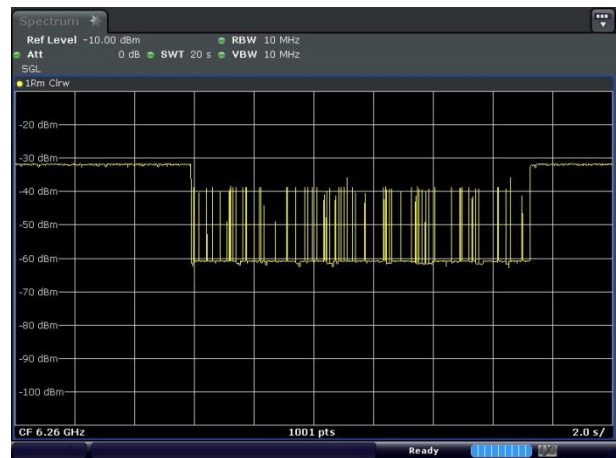 Spectrum
Ref Level -10.00 dBm RBW 10 MHz
Att 0 dB SWT 20 s VBW 10 MHz
SGL
1Rm Clrw
-20 dBm
-30 dBm
-40 dBm
-50 dBm
-60 dBm
-70 dBm
-80 dBm
-90 dBm
-100 dBm
CF 6.26 GHz 1001 pts 2.0 s/
Ready